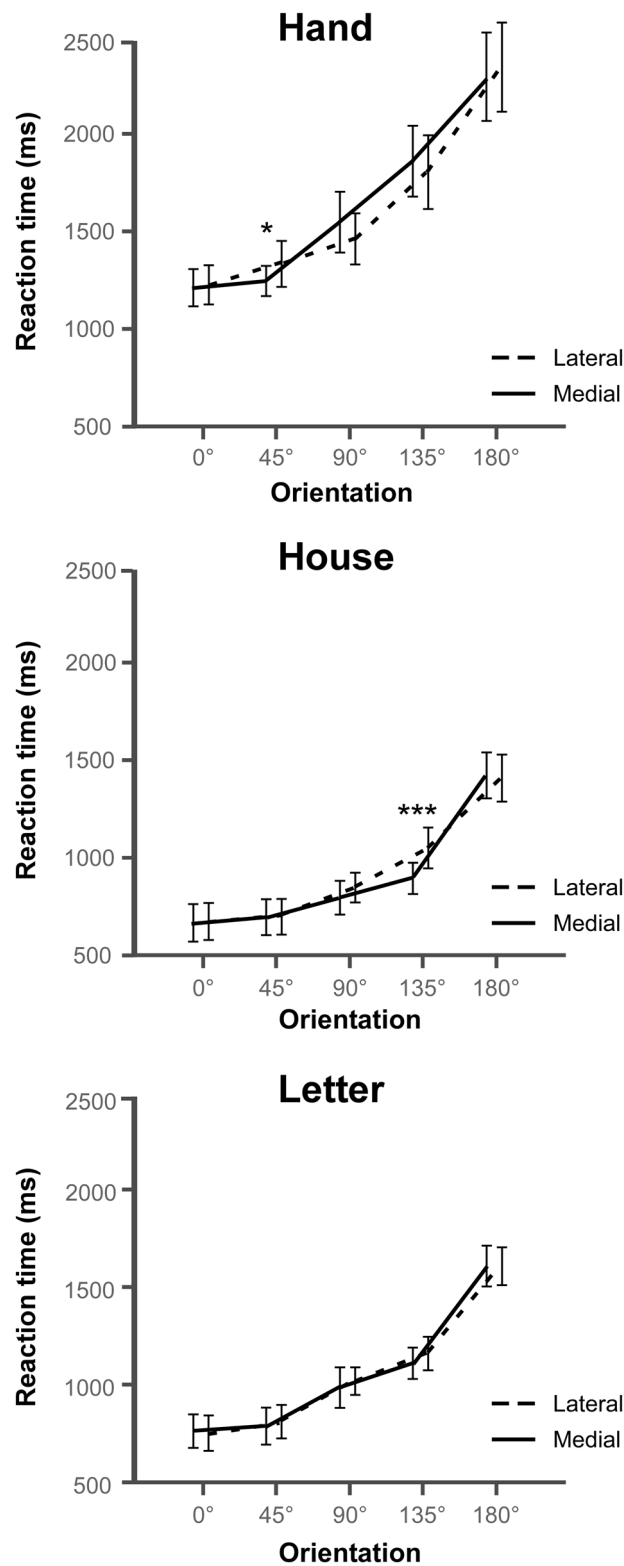 Hand
2500
2000
1500
1000
500
Reaction time (ms)
*
Lateral
Medial
0° 45° 90° 135° 180°
Orientation
House
2500
2000
1500
1000
500
Reaction time (ms)
***
Lateral
Medial
0° 45° 90° 135° 180°
Orientation
Letter
2500
2000
1500
1000
500
Reaction time (ms)
Lateral
Medial
0° 45° 90° 135° 180°
Orientation